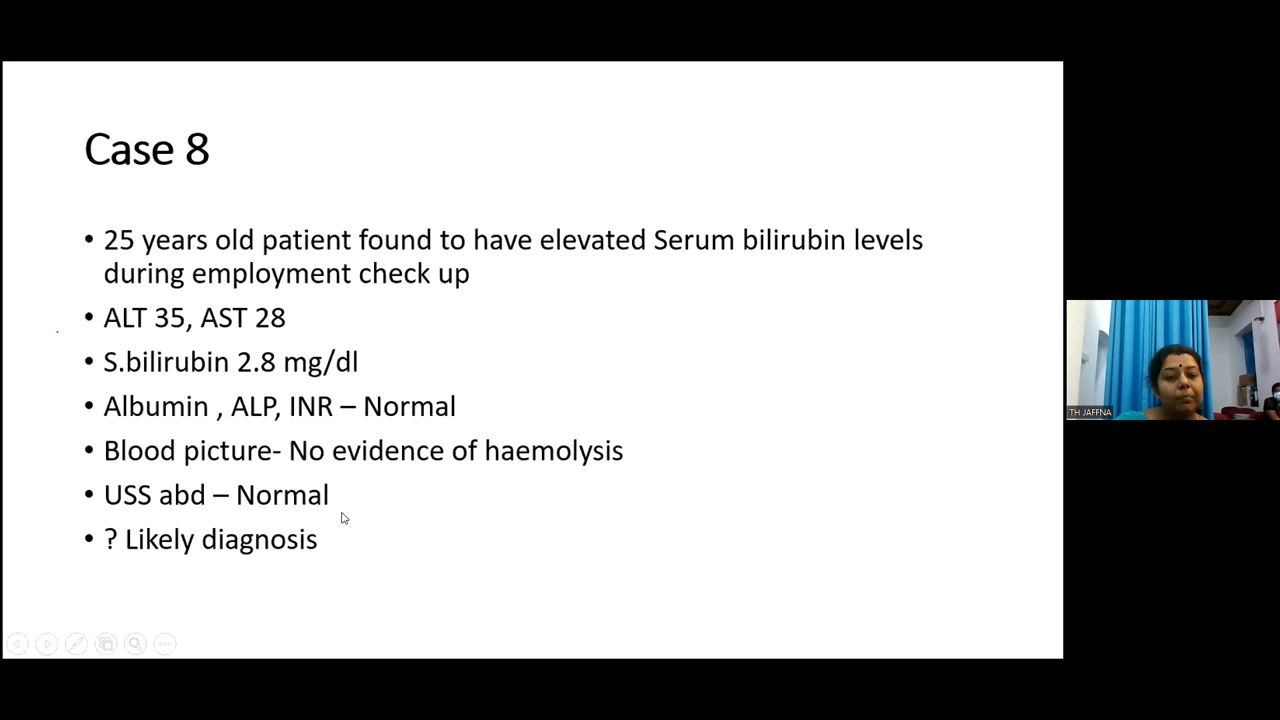 Case 8
• 25 years old patient found to have elevated Serum bilirubin levels
during employment check up
• ALT 35, AST 28
• S.bilirubin 2.8 mg/dl
• Albumin , ALP, INR – Normal
• Blood picture- No evidence of haemolysis
• USS abd – Normal
• ? Likely diagnosis
TH JAFFNA